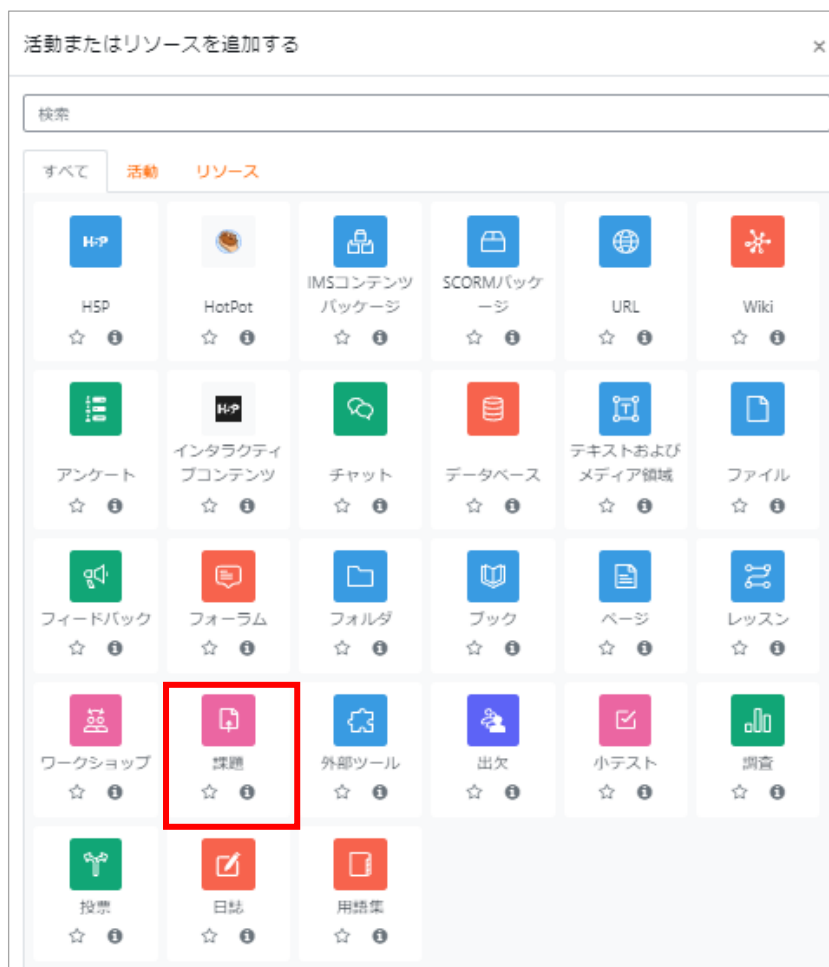 活動またはリソースを追加する ×
検索
すべて 活動 リソース
H5P
H5P HotPot IMSコンテンツ
パッケージ SCORMパッケ
ージ URL Wiki
H5P
アンケート インタラクティ
ブコンテンツ チャット データベース テキストおよび
メディア領域 ファイル
フィードバック フォーラム フォルダ ブック ページ レッスン
ワークショップ 課題 外部ツール 出欠 小テスト 調査
投票 日誌 用語集